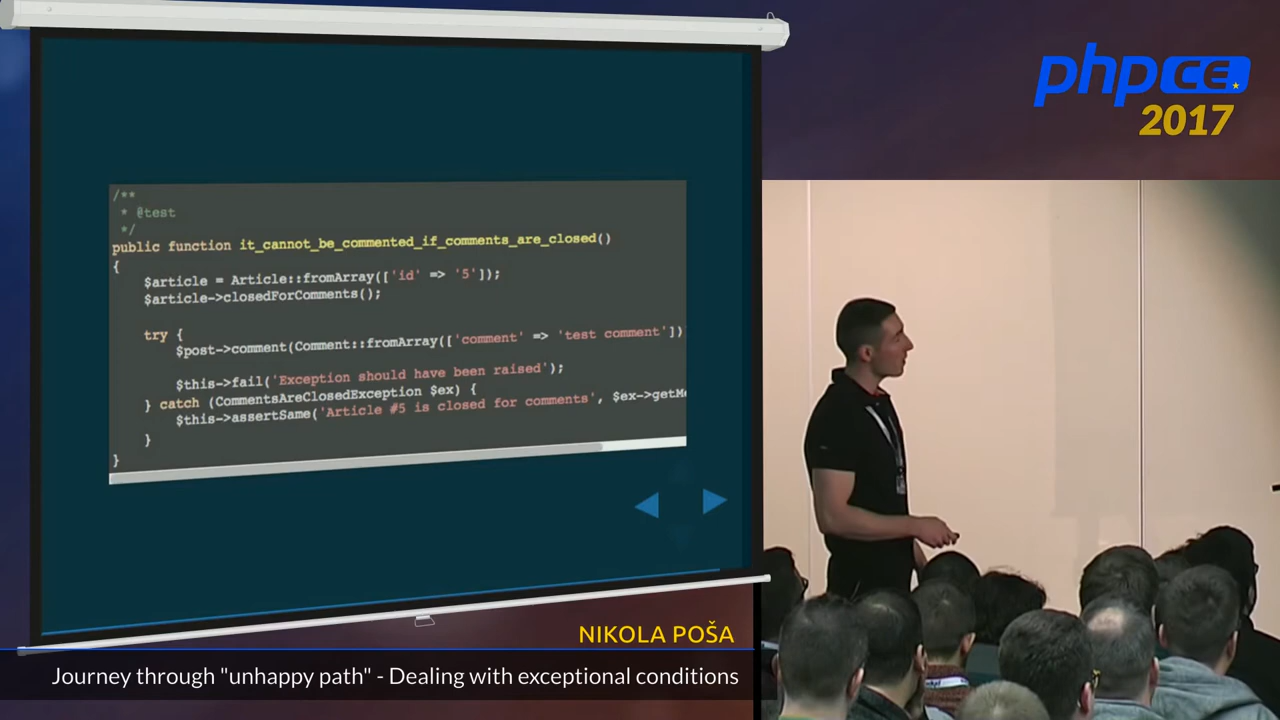 /**
* @test
*/
public function it_cannot_be_commented_if_comments_are_closed()
{
$article = Article::fromArray(['id' => '5']);
$article->closedForComments();
try {
$post->comment(Comment::fromArray(['comment' => 'test comment'])
$this->fail('Exception should have been raised');
} catch (CommentsAreClosedException $ex) {
$this->assertSame('Article #5 is closed for comments', $ex->getMe
}
}
phpCE
2017
NIKOLA POŠA
Journey through "unhappy path" - Dealing with exceptional conditions